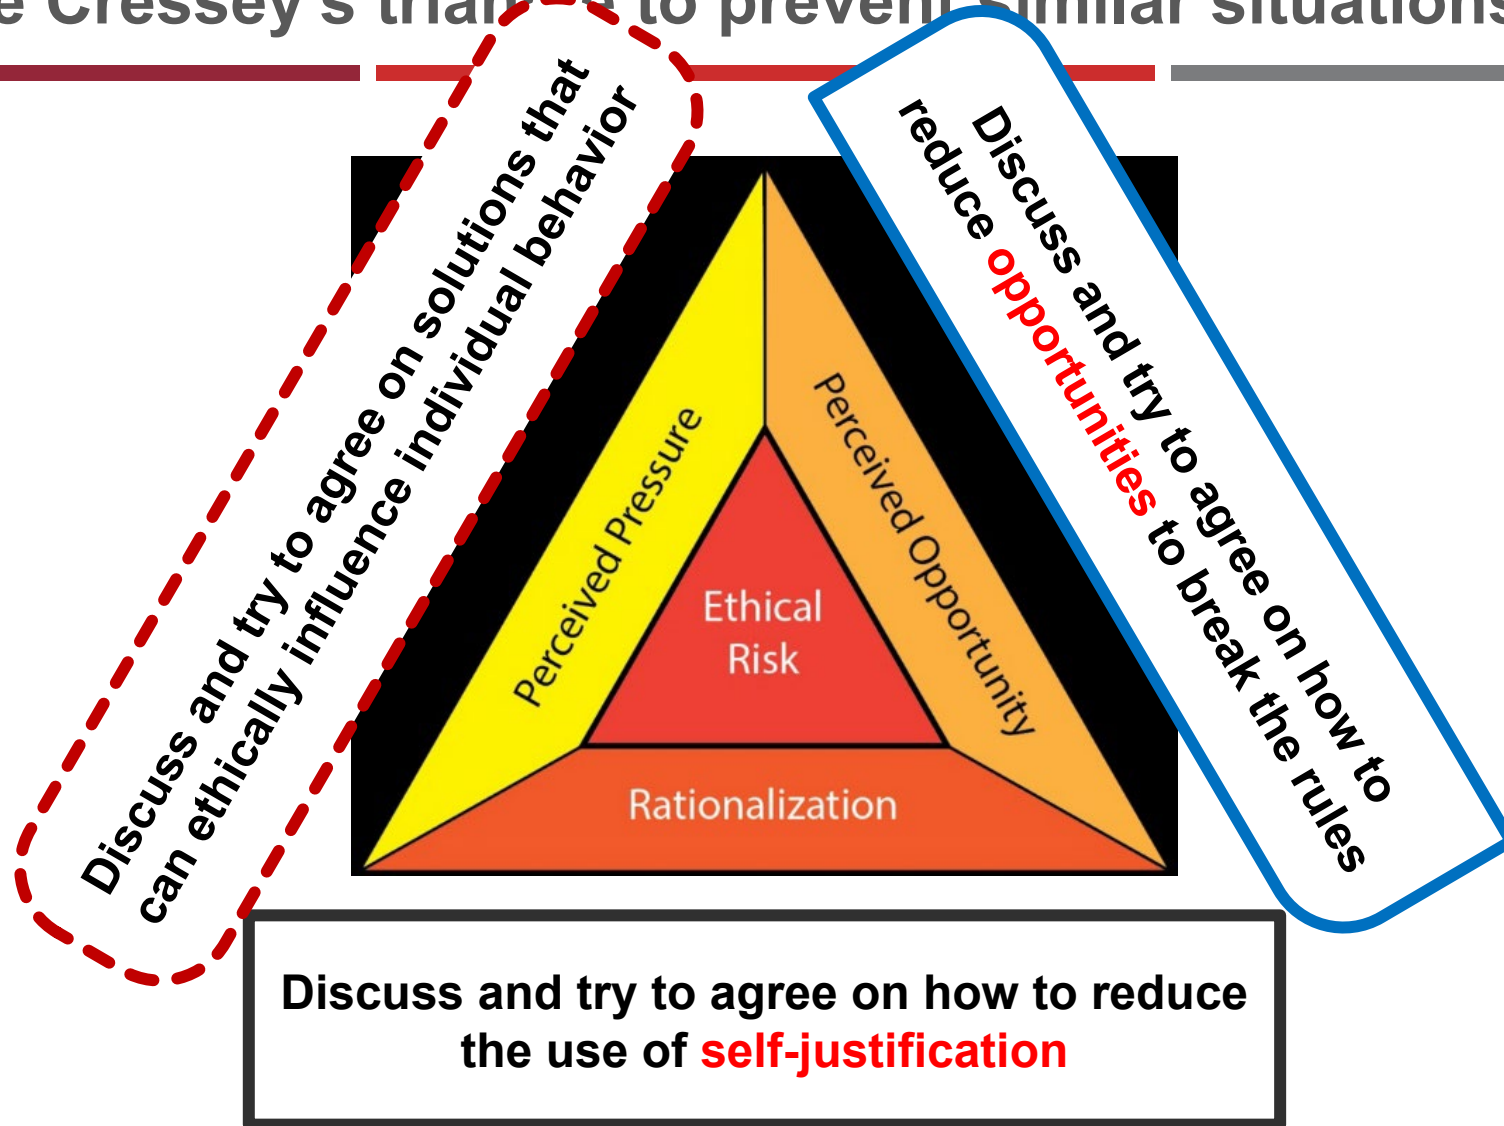 e Cressey's triangle to prevent similar situations
Discuss and try to agree on solutions that
can ethically influence individual behavior
Discuss and try to agree on how to
reduce opportunities to break the rules
Perceived Pressure
Perceived Opportunity
Ethical
Risk
Rationalization
Discuss and try to agree on how to reduce
the use of self-justification